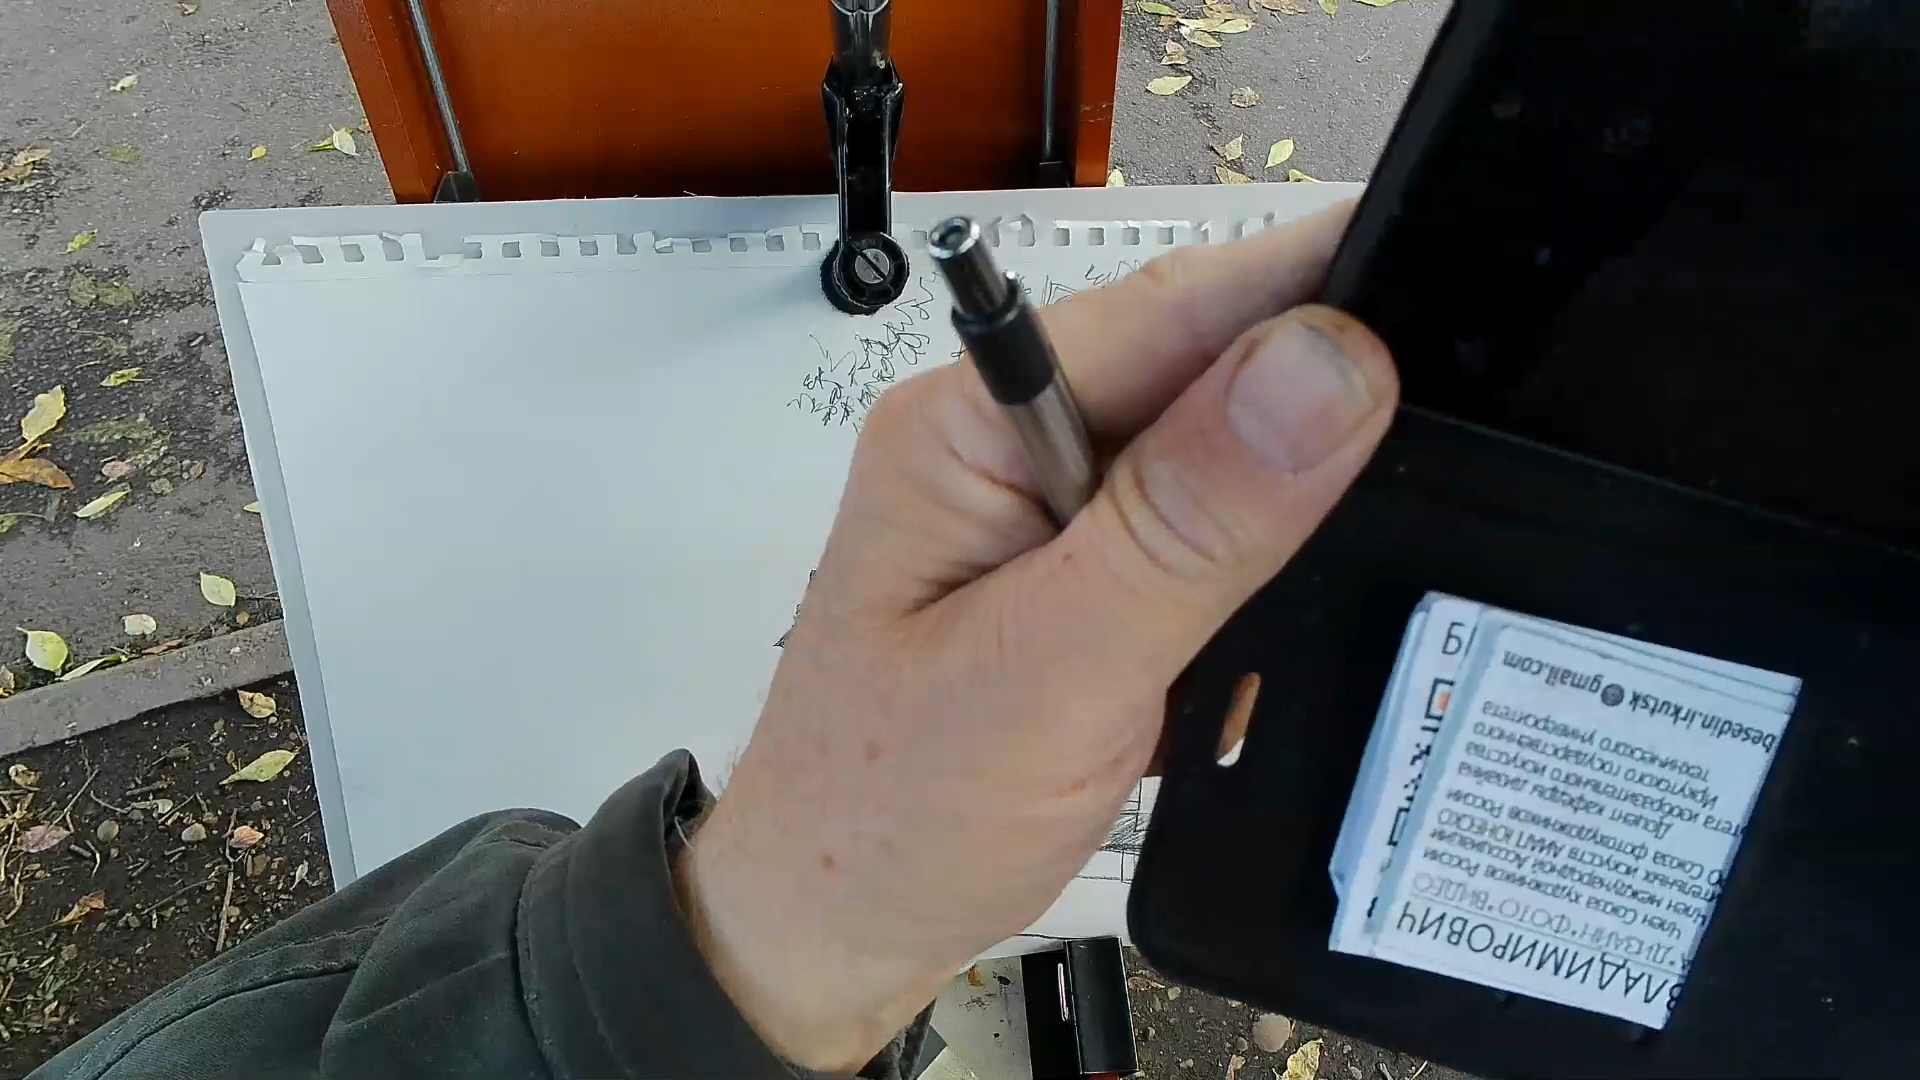 ВЛАДИМИРОВИЧ
ДИЗАЙН*ФОТО*ВИДЕО
Член Союза художников России
Член международной Ассоциации
искусств АИАП ЮНЕСКО
Союза фотохудожников России
Доцент кафедры дизайна
изобразительного искусства
Иркутского государственного
технического университета
besedin.irkutsk@gmail.com